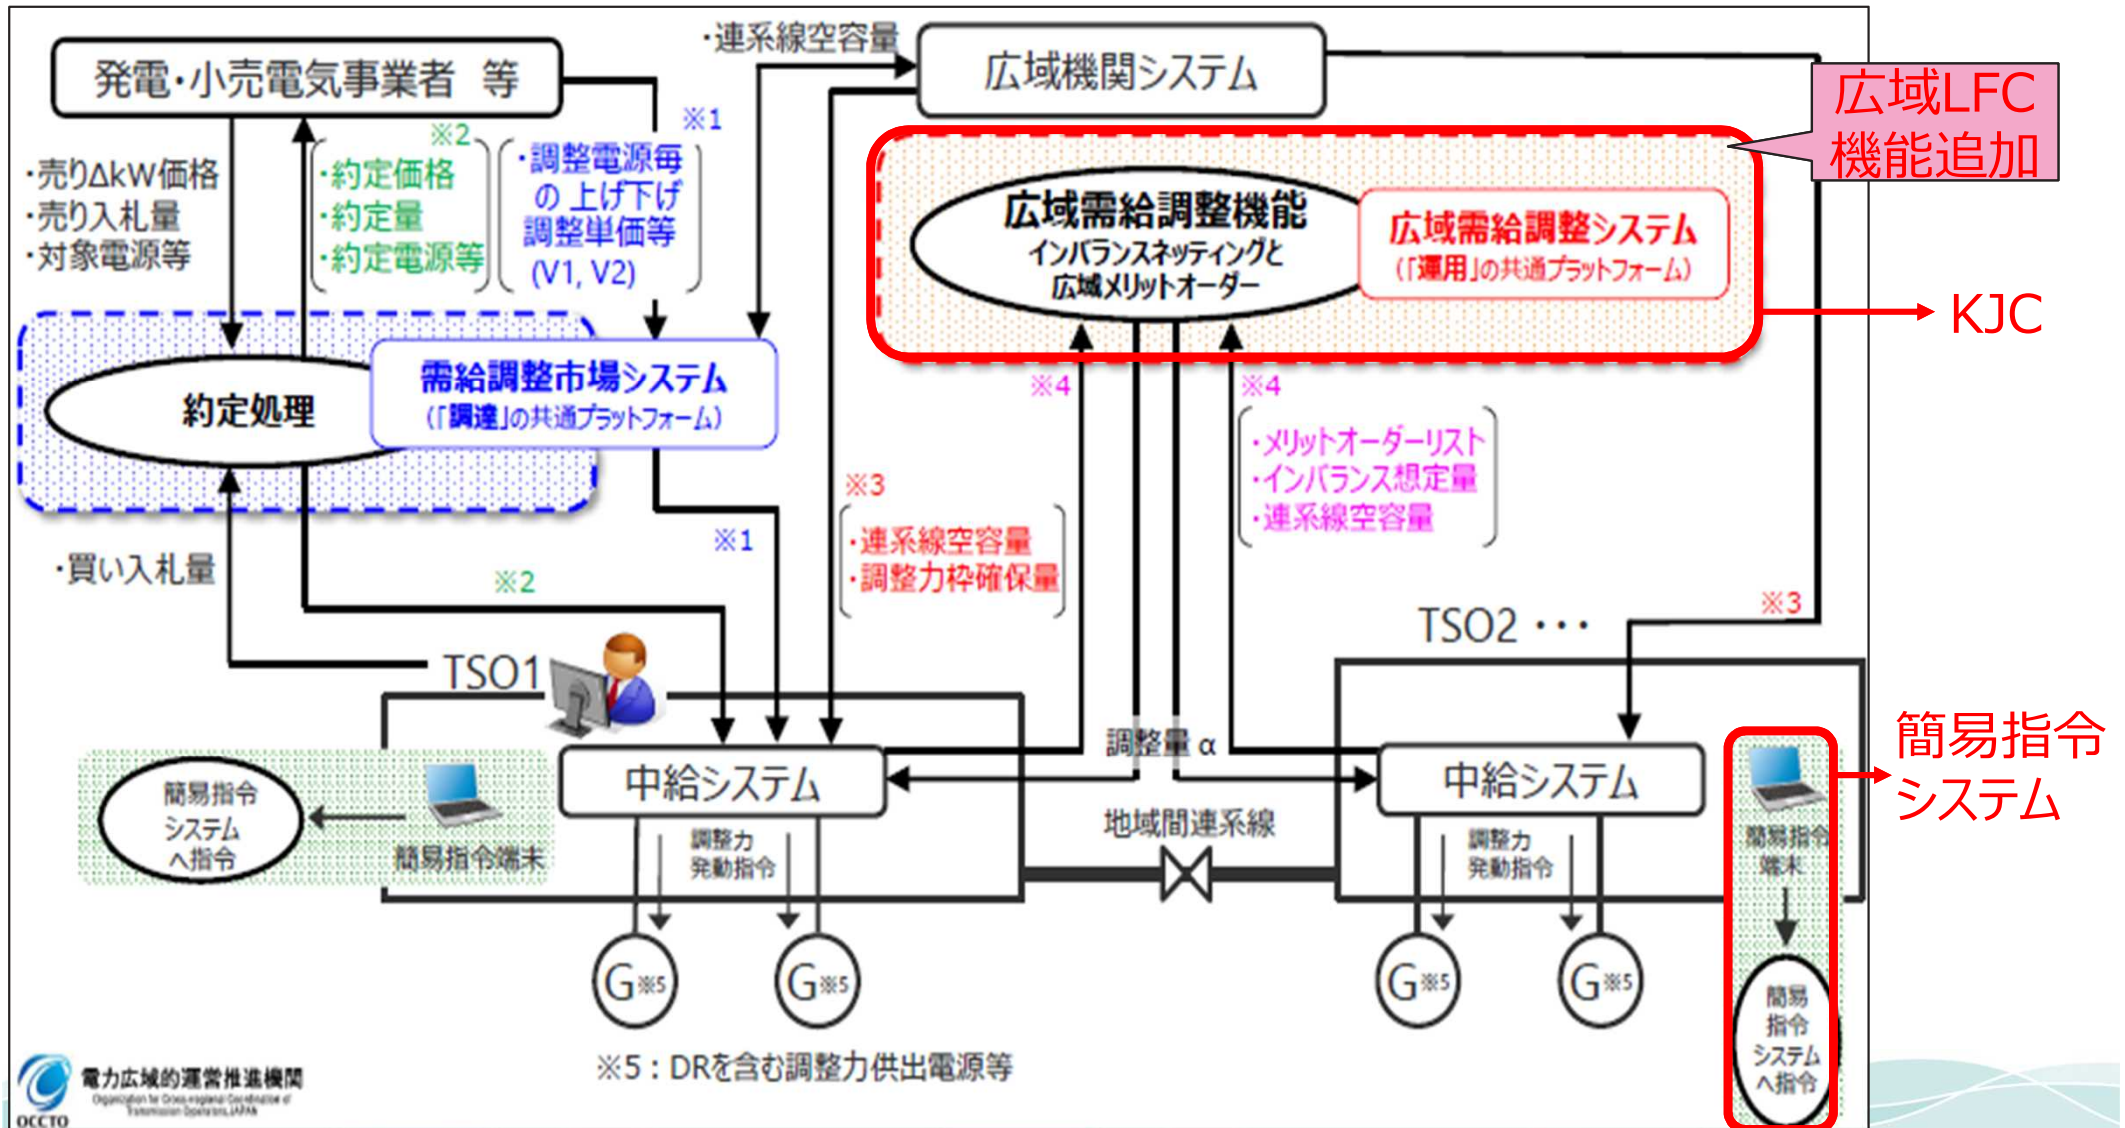 ・連系線空容量
発電・小売電気事業者 等
広域機関システム
広域LFC
機能追加
※1
※2
・売りΔkW価格
・売り入札量
・対象電源等
・約定価格
・約定量
・約定電源等
・調整電源毎
の 上げ下げ
調整単価等
(V1, V2)
広域需給調整機能
インバランスネッティングと
広域メリットオーダー
広域需給調整システム
(「運用」の共通プラットフォーム)
KJC
約定処理
需給調整市場システム
(「調達」の共通プラットフォーム)
※4
※4
・メリットオーダーリスト
・インバランス想定量
・連系線空容量
※3
・連系線空容量
・調整力枠確保量
※1
・買い入札量
※2
※3
TSO2 ・・・
TSO1
調整量 α
中給システム
中給システム
簡易指令
システム
簡易指令
システム
へ指令
簡易指令端末
調整力
発動指令
地域間連系線
調整力
発動指令
簡易指令
端末
G※5
G※5
G※5
G※5
簡易
指令
システム
へ指令
※5：DRを含む調整力供出電源等
電力広域的運営推進機関
Organization for Cross-regional Coordination of
Transmission Operators, JAPAN
OCCTO